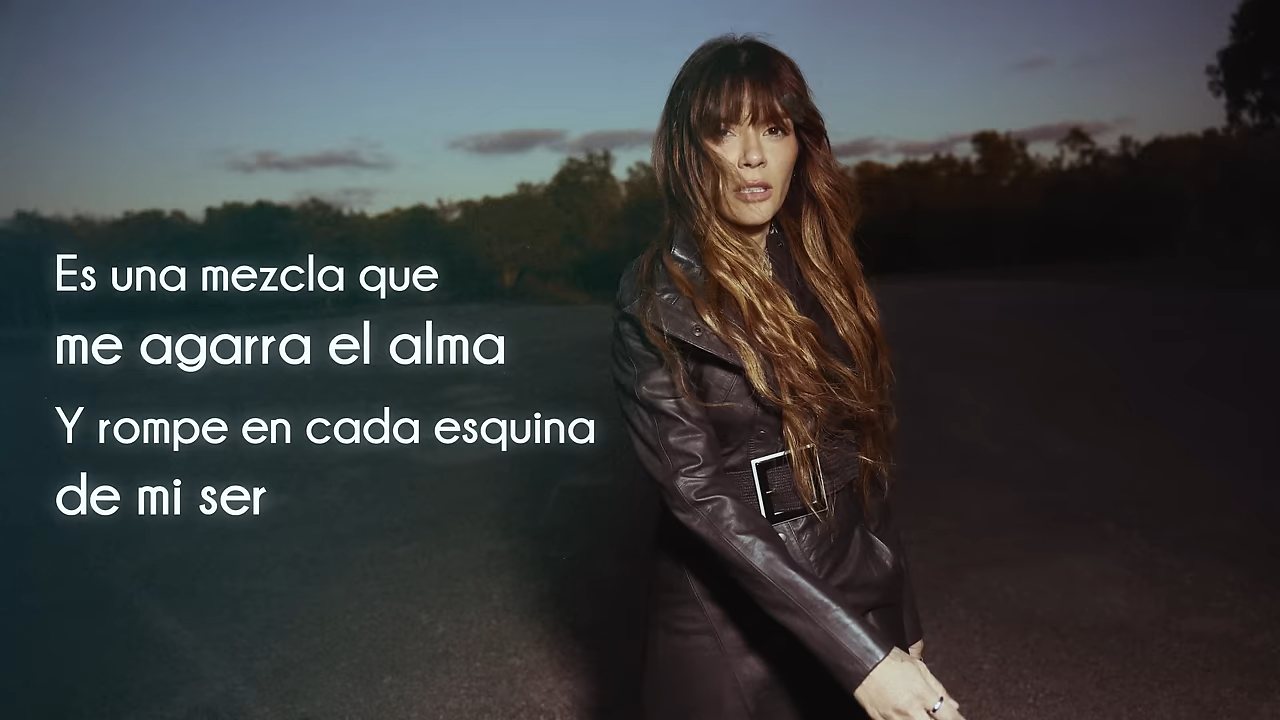 Es una mezcla que
me agarra el alma
Y rompe en cada esquina
de mi ser